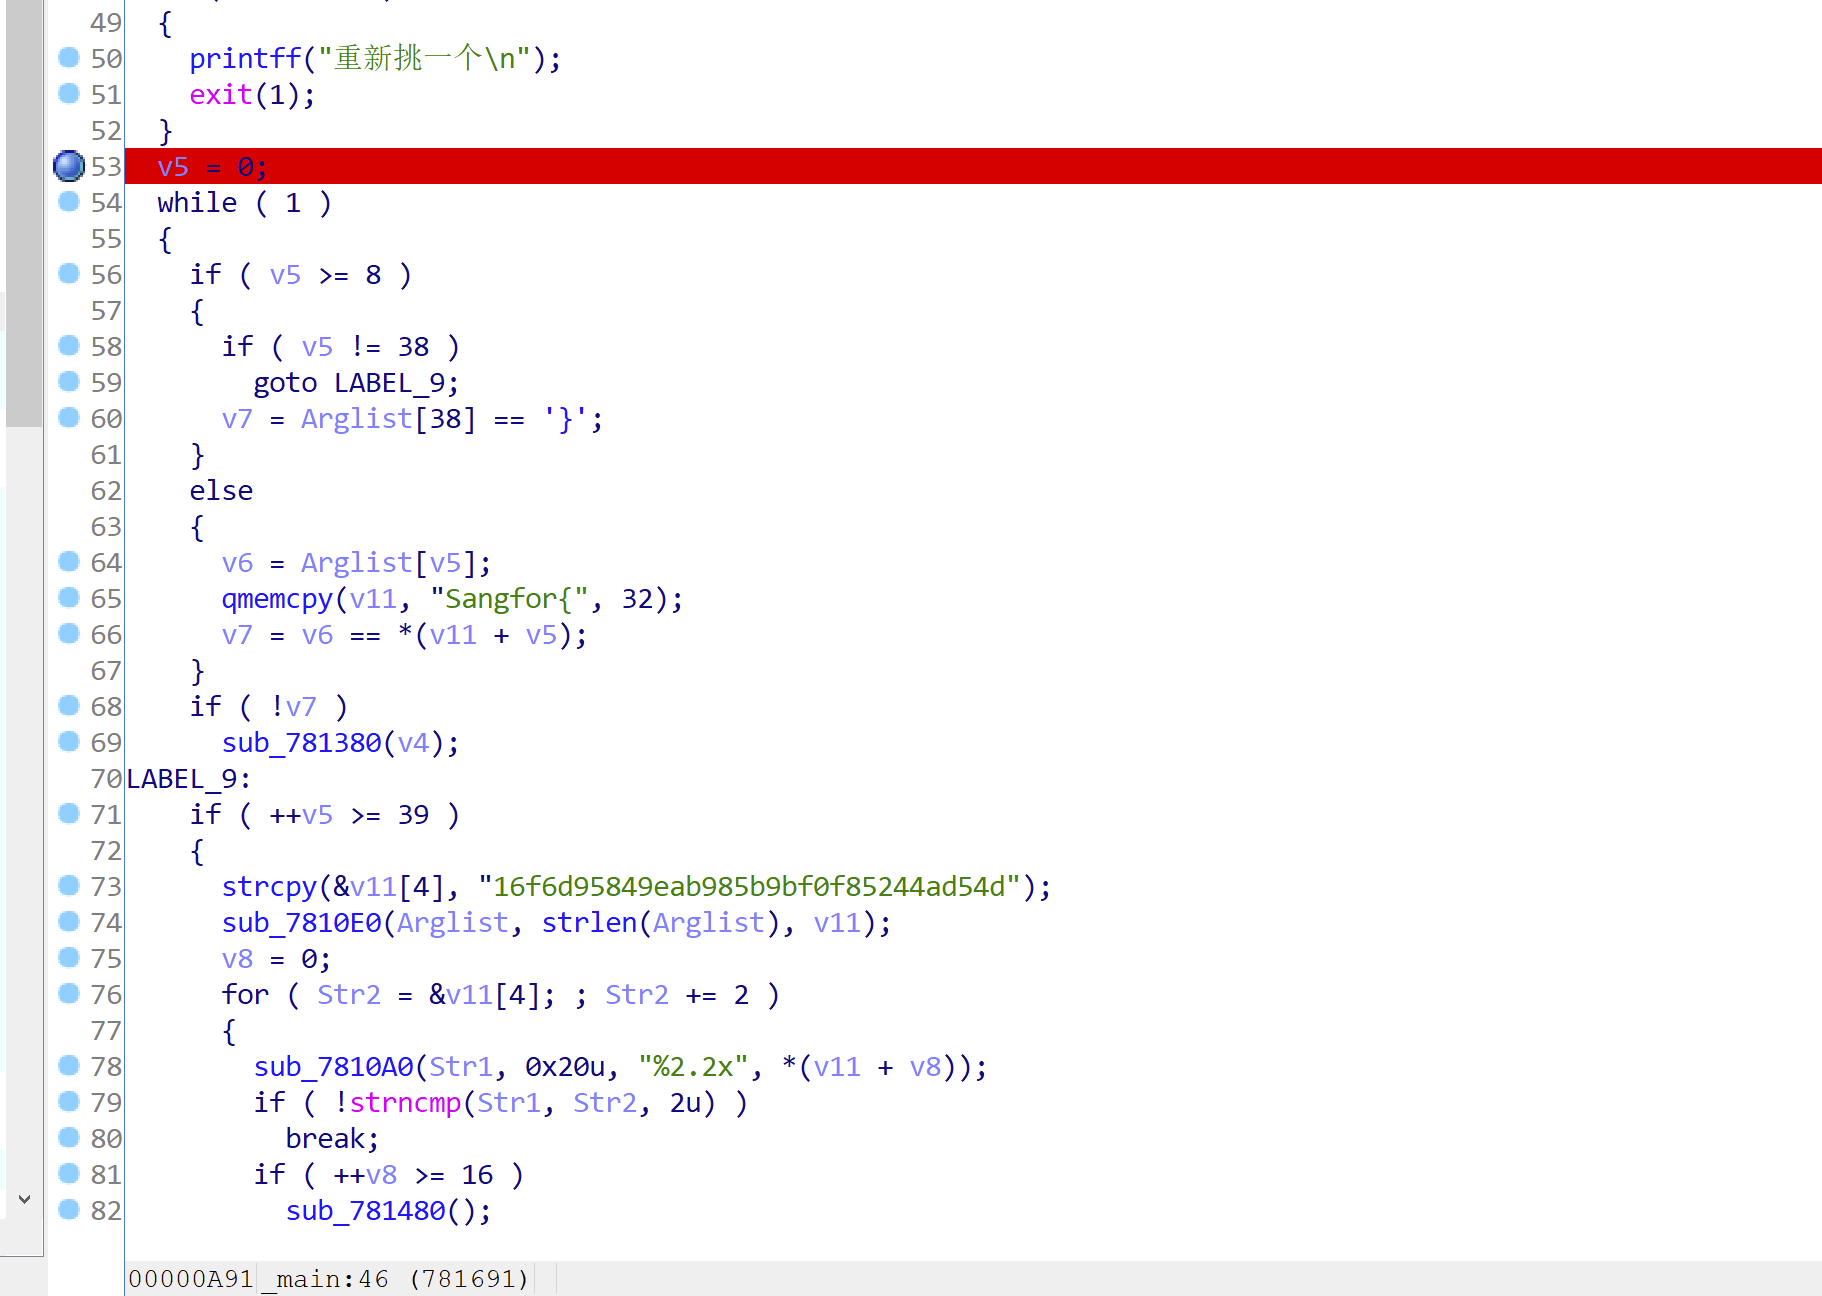 49 {
50 printff("重新挑一个\n");
51 exit(1);
52 }
53 v5 = 0;
54 while ( 1 )
55 {
56 if ( v5 >= 8 )
57 {
58 if ( v5 != 38 )
59 goto LABEL_9;
60 v7 = Arglist[38] == '}';
61 }
62 else
63 {
64 v6 = Arglist[v5];
65 qmemcpy(v11, "Sangfor{", 32);
66 v7 = v6 == *(v11 + v5);
67 }
68 if ( !v7 )
69 sub_781380(v4);
70 LABEL_9:
71 if ( ++v5 >= 39 )
72 {
73 strcpy(&v11[4], "16f6d95849eab985b9bf0f85244ad54d");
74 sub_7810E0(Arglist, strlen(Arglist), v11);
75 v8 = 0;
76 for ( Str2 = &v11[4]; ; Str2 += 2 )
77 {
78 sub_7810A0(Str1, 0x20u, "%2.2x", *(v11 + v8));
79 if ( !strncmp(Str1, Str2, 2u) )
80 break;
81 if ( ++v8 >= 16 )
82 sub_781480();
00000A91 _main:46 (781691)